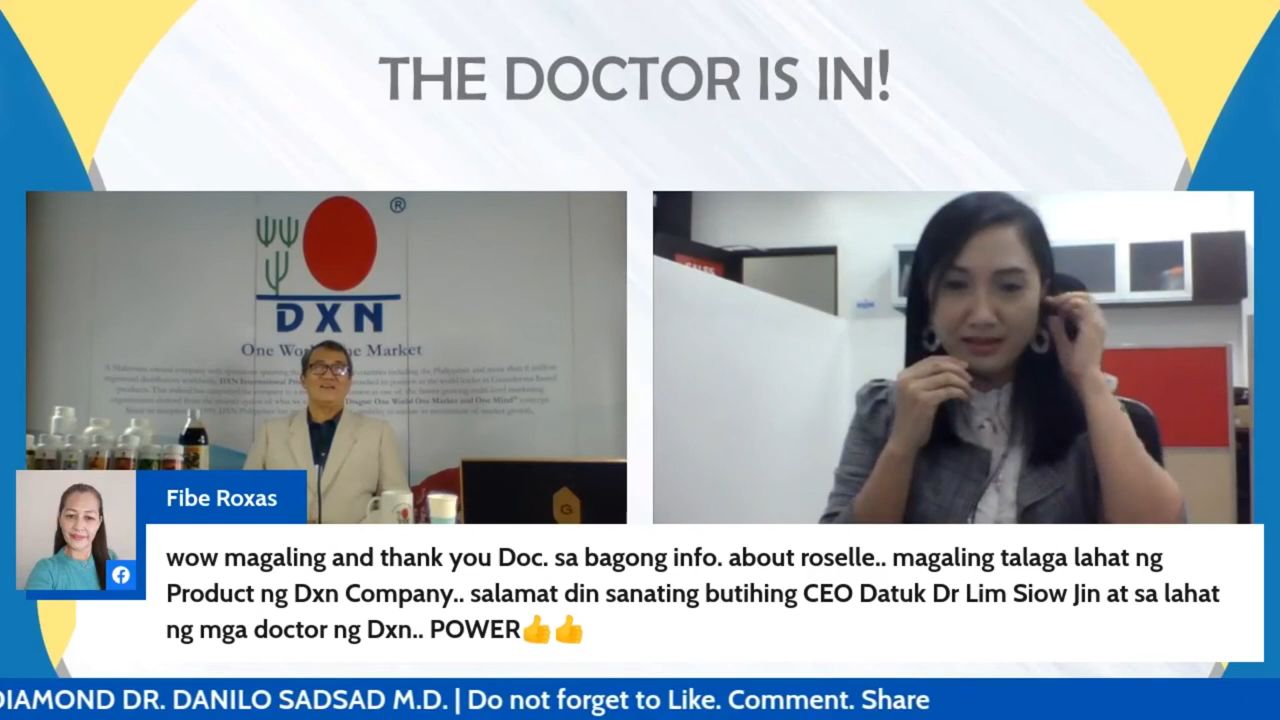 THE DOCTOR IS IN!
®
DXN
One World One Market
Fibe Roxas
wow magaling and thank you Doc. sa bagong info. about roselle.. magaling talaga lahat ng
Product ng Dxn Company.. salamat din sanating butihing CEO Datuk Dr Lim Siow Jin at sa lahat
ng mga doctor ng Dxn.. POWER👍👍
DIAMOND DR. DANILO SADSAD M.D. | Do not forget to Like. Comment. Share